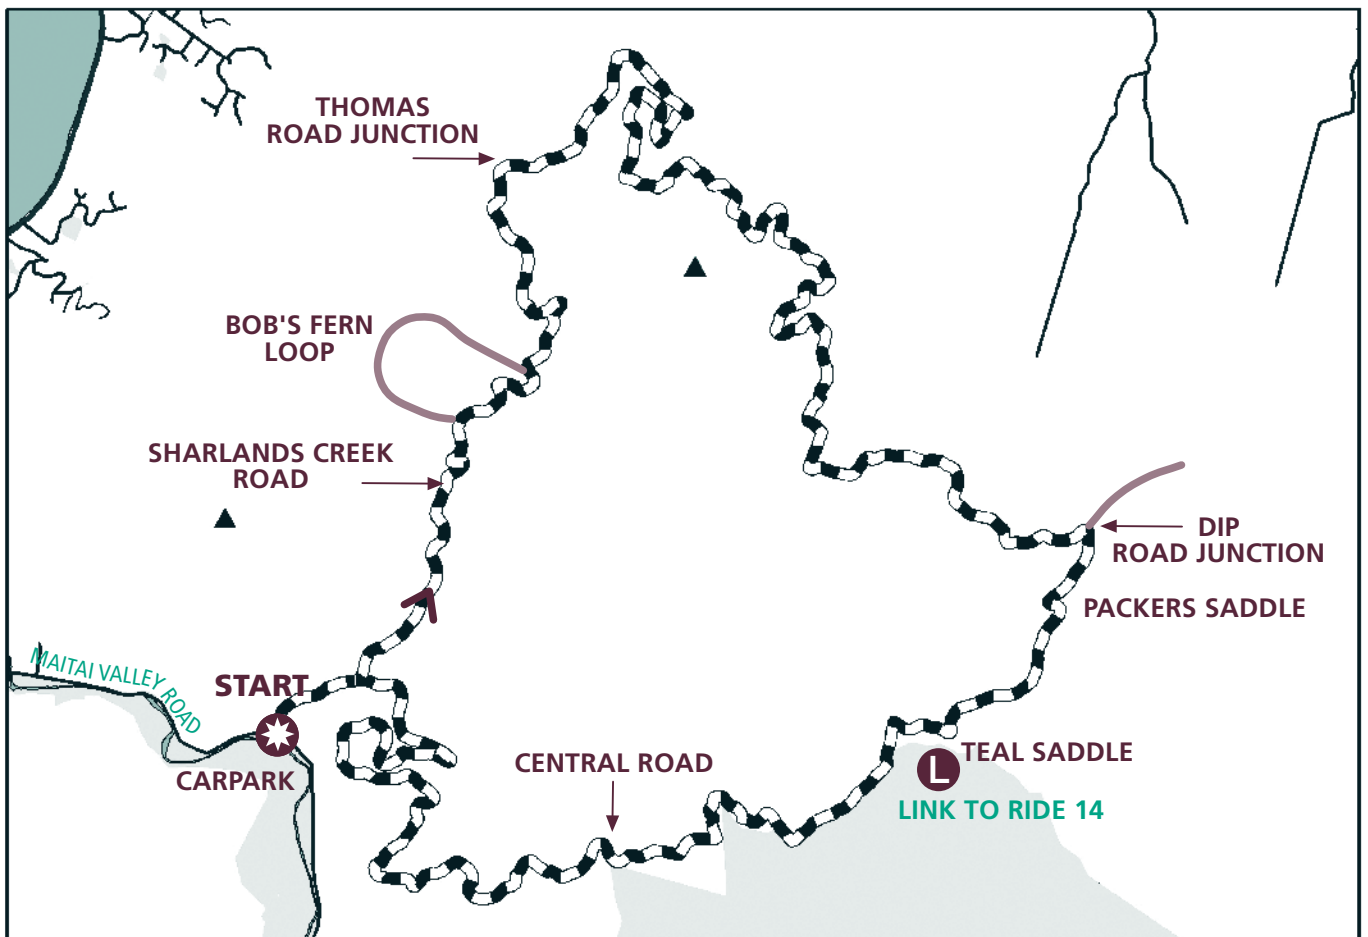 THOMAS
ROAD JUNCTION
BOB'S FERN
LOOP
SHARLANDS CREEK
ROAD
DIP
ROAD JUNCTION
PACKERS SADDLE
MAITAI VALLEY ROAD
START
CARPARK
CENTRAL ROAD
TEAL SADDLE
L
LINK TO RIDE 14